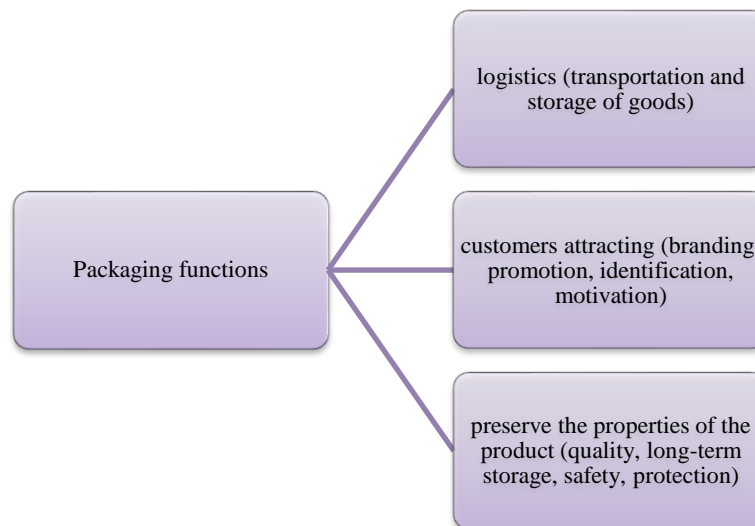 logistics (transportation and
storage of goods)
Packaging functions
customers attracting (branding
promotion, identification,
motivation)
preserve the properties of the
product (quality, long-term
storage, safety, protection)